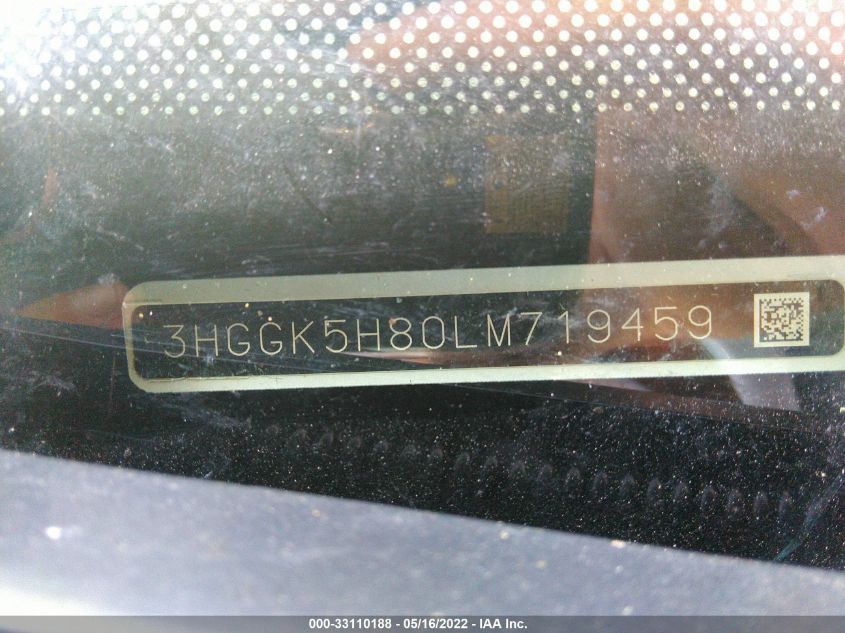 3HGGK5H80LM719459
000-33110188 - 05/16/2022 - IAA Inc.